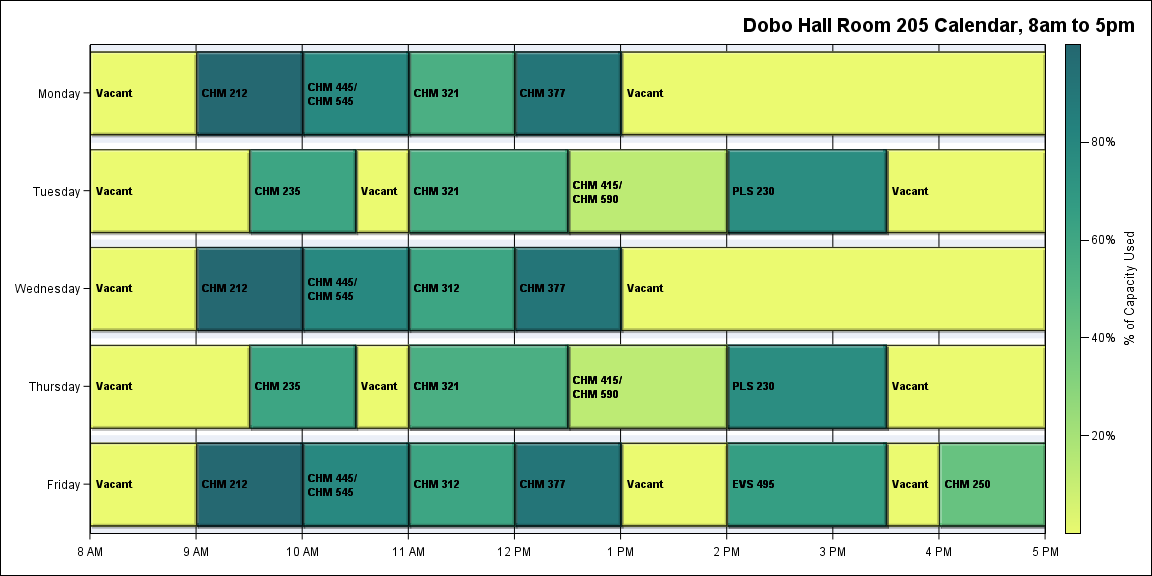 Dobo Hall Room 205 Calendar, 8am to 5pm
Monday
Vacant
CHM 212
CHM 445/
CHM 545
CHM 321
CHM 377
Vacant
Tuesday
Vacant
CHM 235
Vacant
CHM 321
CHM 415/
CHM 590
PLS 230
Vacant
Wednesday
Vacant
CHM 212
CHM 445/
CHM 545
CHM 312
CHM 377
Vacant
Thursday
Vacant
CHM 235
Vacant
CHM 321
CHM 415/
CHM 590
PLS 230
Vacant
Friday
Vacant
CHM 212
CHM 445/
CHM 545
CHM 312
CHM 377
Vacant
EVS 495
Vacant
CHM 250
8 AM
9 AM
10 AM
11 AM
12 PM
1 PM
2 PM
3 PM
4 PM
5 PM
80%
60%
40%
20%
% of Capacity Used